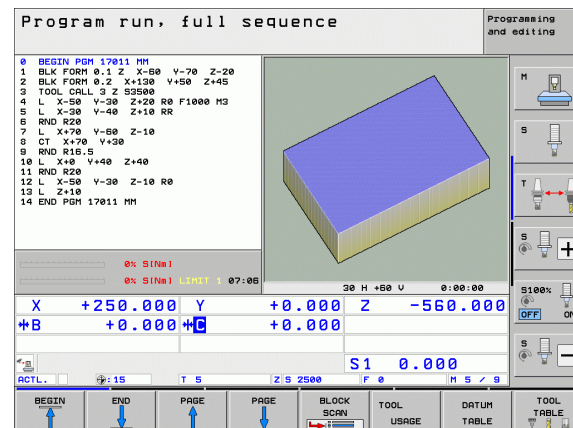 Program run, full sequence
Programming
and editing
0 BEGIN PGM 17011 MM
1 BLK FORM 0.1 Z X-60 Y-70 Z-20
2 BLK FORM 0.2 X+130 Y+50 Z+45
3 TOOL CALL 3 Z S3500
4 L X-50 Y-30 Z+20 R0 F1000 M3
5 L X-30 Y-40 Z+10 RR
6 RND R20
7 L X+70 Y-60 Z-10
8 CT X+70 Y+30
9 RND R16.5
10 L X+0 Y+40 Z+40
11 RND R20
12 L X-50 Y-30 Z-10 R0
13 L Z+10
14 END PGM 17011 MM
0% S[Nm]
0% S[Nm] LIMIT 1 07:06
30 H +60 V 0:00:00
X +250.000 Y +0.000 Z -560.000
B +0.000 C +0.000
S1 0.000
ACTL. : 15 T 5 Z S 2500 F 0 M 5 / 9
M
S
T
S
+
S100%
OFF ON
S
-
BEGIN
END
PAGE
PAGE
BLOCK
SCAN
TOOL
USAGE
DATUM
TABLE
TOOL
TABLE